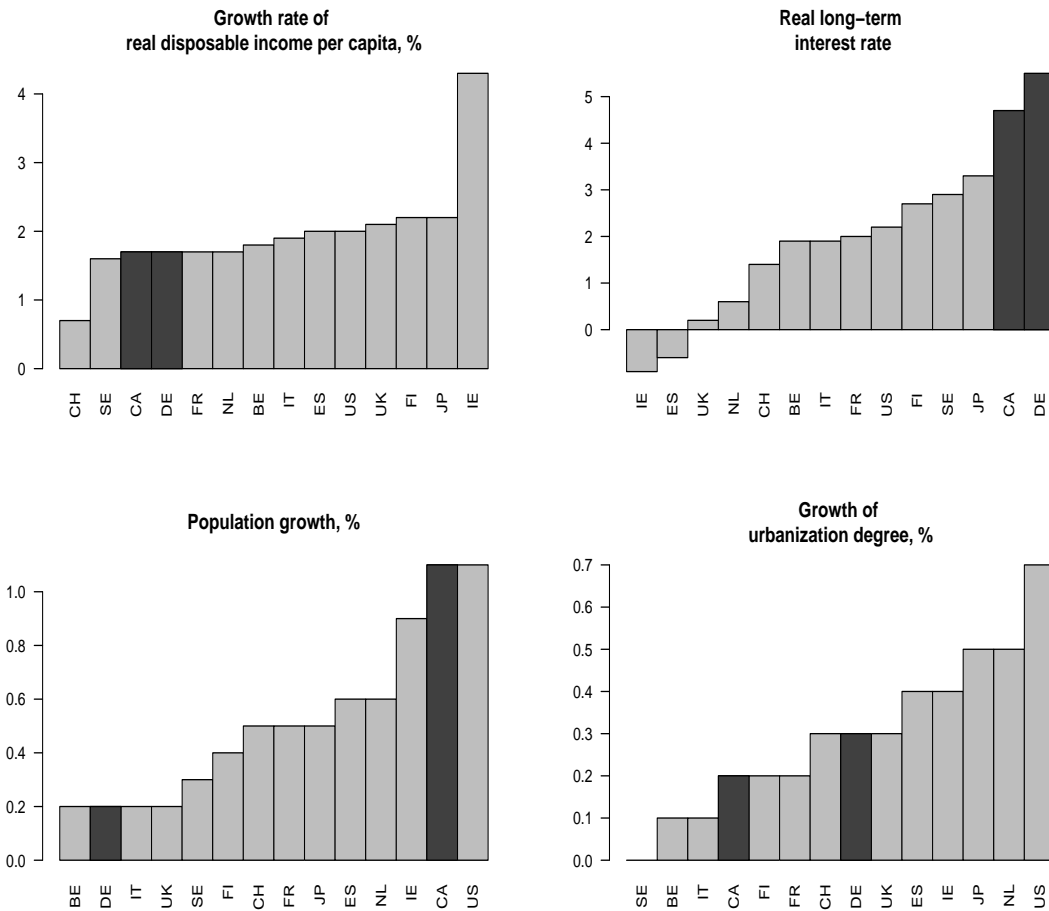 Growth rate of
real disposable income per capita, %
4
3
2
1
0
CH SE CA DE FR NL BE IT ES US UK FI JP IE
Real long−term
interest rate
5
4
3
2
1
0
IE ES UK NL CH BE IT FR US FI SE JP CA DE
Population growth, %
1.0
0.8
0.6
0.4
0.2
0.0
BE DE IT UK SE FI CH FR JP ES NL IE CA US
Growth of
urbanization degree, %
0.7
0.6
0.5
0.4
0.3
0.2
0.1
0.0
SE BE IT CA FI FR CH DE UK ES IE JP NL US